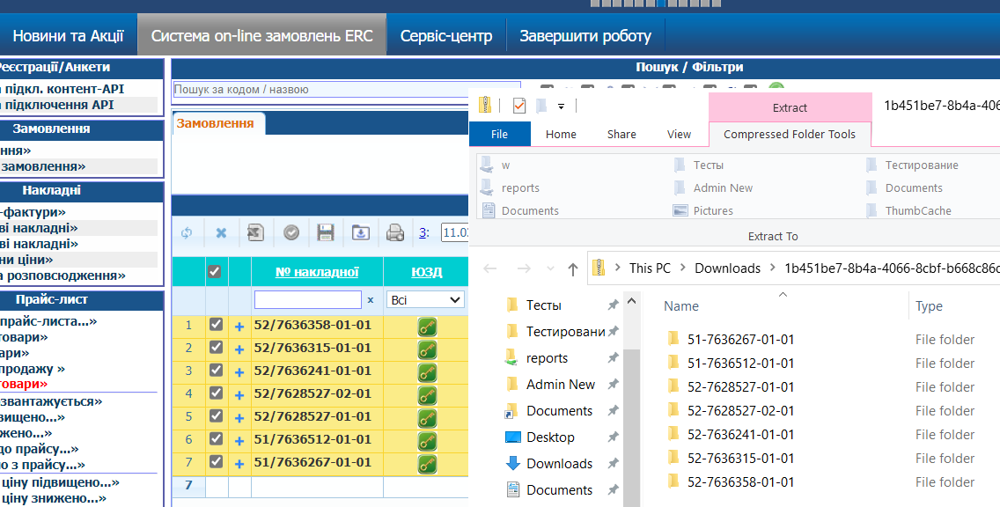 Новини та Акції
Система on-line замовлень ERC
Сервіс-центр
Завершити роботу
Реєстрації/Анкети
підкл. контент-API
підключення API
Замовлення
ння»
замовлення»
Накладні
-фактури»
ві накладні»
ві накладні»
ни ціни»
а розповсюдження»
Прайс-лист
прайс-листа...»
товари»
ари»
продажу »
товари»
звантажується»
вищено...»
жено...»
до прайсу...»
о з прайсу...»
ціну підвищено...»
ціну знижено...»
Пошук / Фільтри
Пошук за кодом / назвою
Замовлення
3:
11.0
№ накладної
ЮЗД
x
Всі
1 52/7636358-01-01
2 52/7636315-01-01
3 52/7636241-01-01
4 52/7628527-02-01
5 52/7628527-01-01
6 51/7636512-01-01
7 51/7636267-01-01
7
Extract
1b451be7-8b4a-406
File
Home
Share
View
Compressed Folder Tools
w
Тесты
Тестирование
reports
Admin New
Documents
Documents
Pictures
ThumbCache
Extract To
This PC
Downloads
1b451be7-8b4a-4066-8cbf-b668c86c
Тесты
Тестировани
reports
Admin New
Documents
Desktop
Downloads
Documents
Name
Type
51-7636267-01-01 File folder
51-7636512-01-01 File folder
52-7628527-01-01 File folder
52-7628527-02-01 File folder
52-7636241-01-01 File folder
52-7636315-01-01 File folder
52-7636358-01-01 File folder